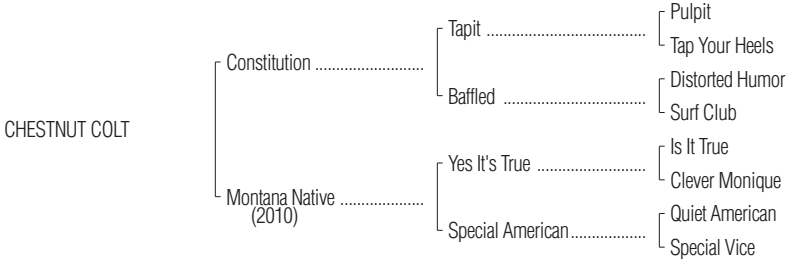 Pulpit
Tapit ......................................
Tap Your Heels
Constitution ..........................
Distorted Humor
Baffled ..................................
Surf Club
CHESTNUT COLT
Is It True
Yes It's True ..........................
Clever Monique
Montana Native ....................
(2010)
Quiet American
Special American..................
Special Vice